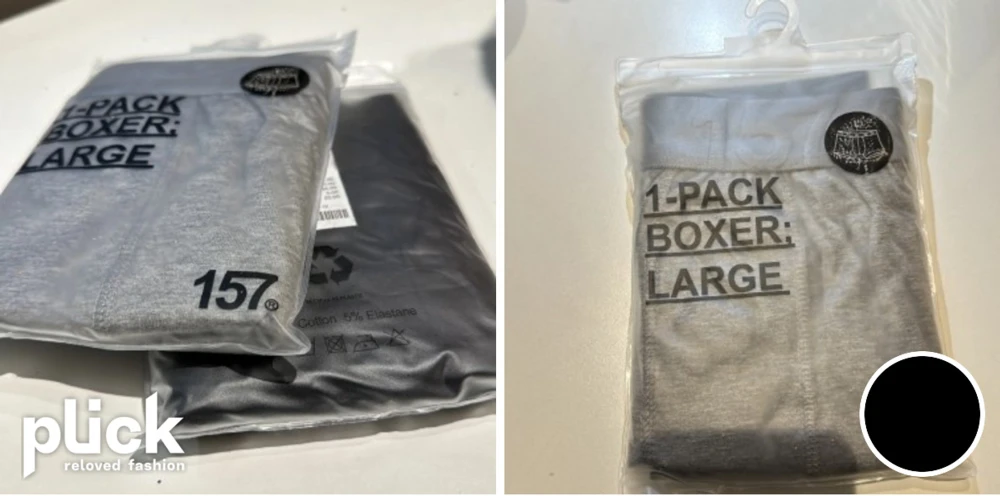 1-PACK
BOXER;
LARGE
157®
Cotton 5% Elastane
plick
reloved fashion
1-PACK
BOXER;
LARGE